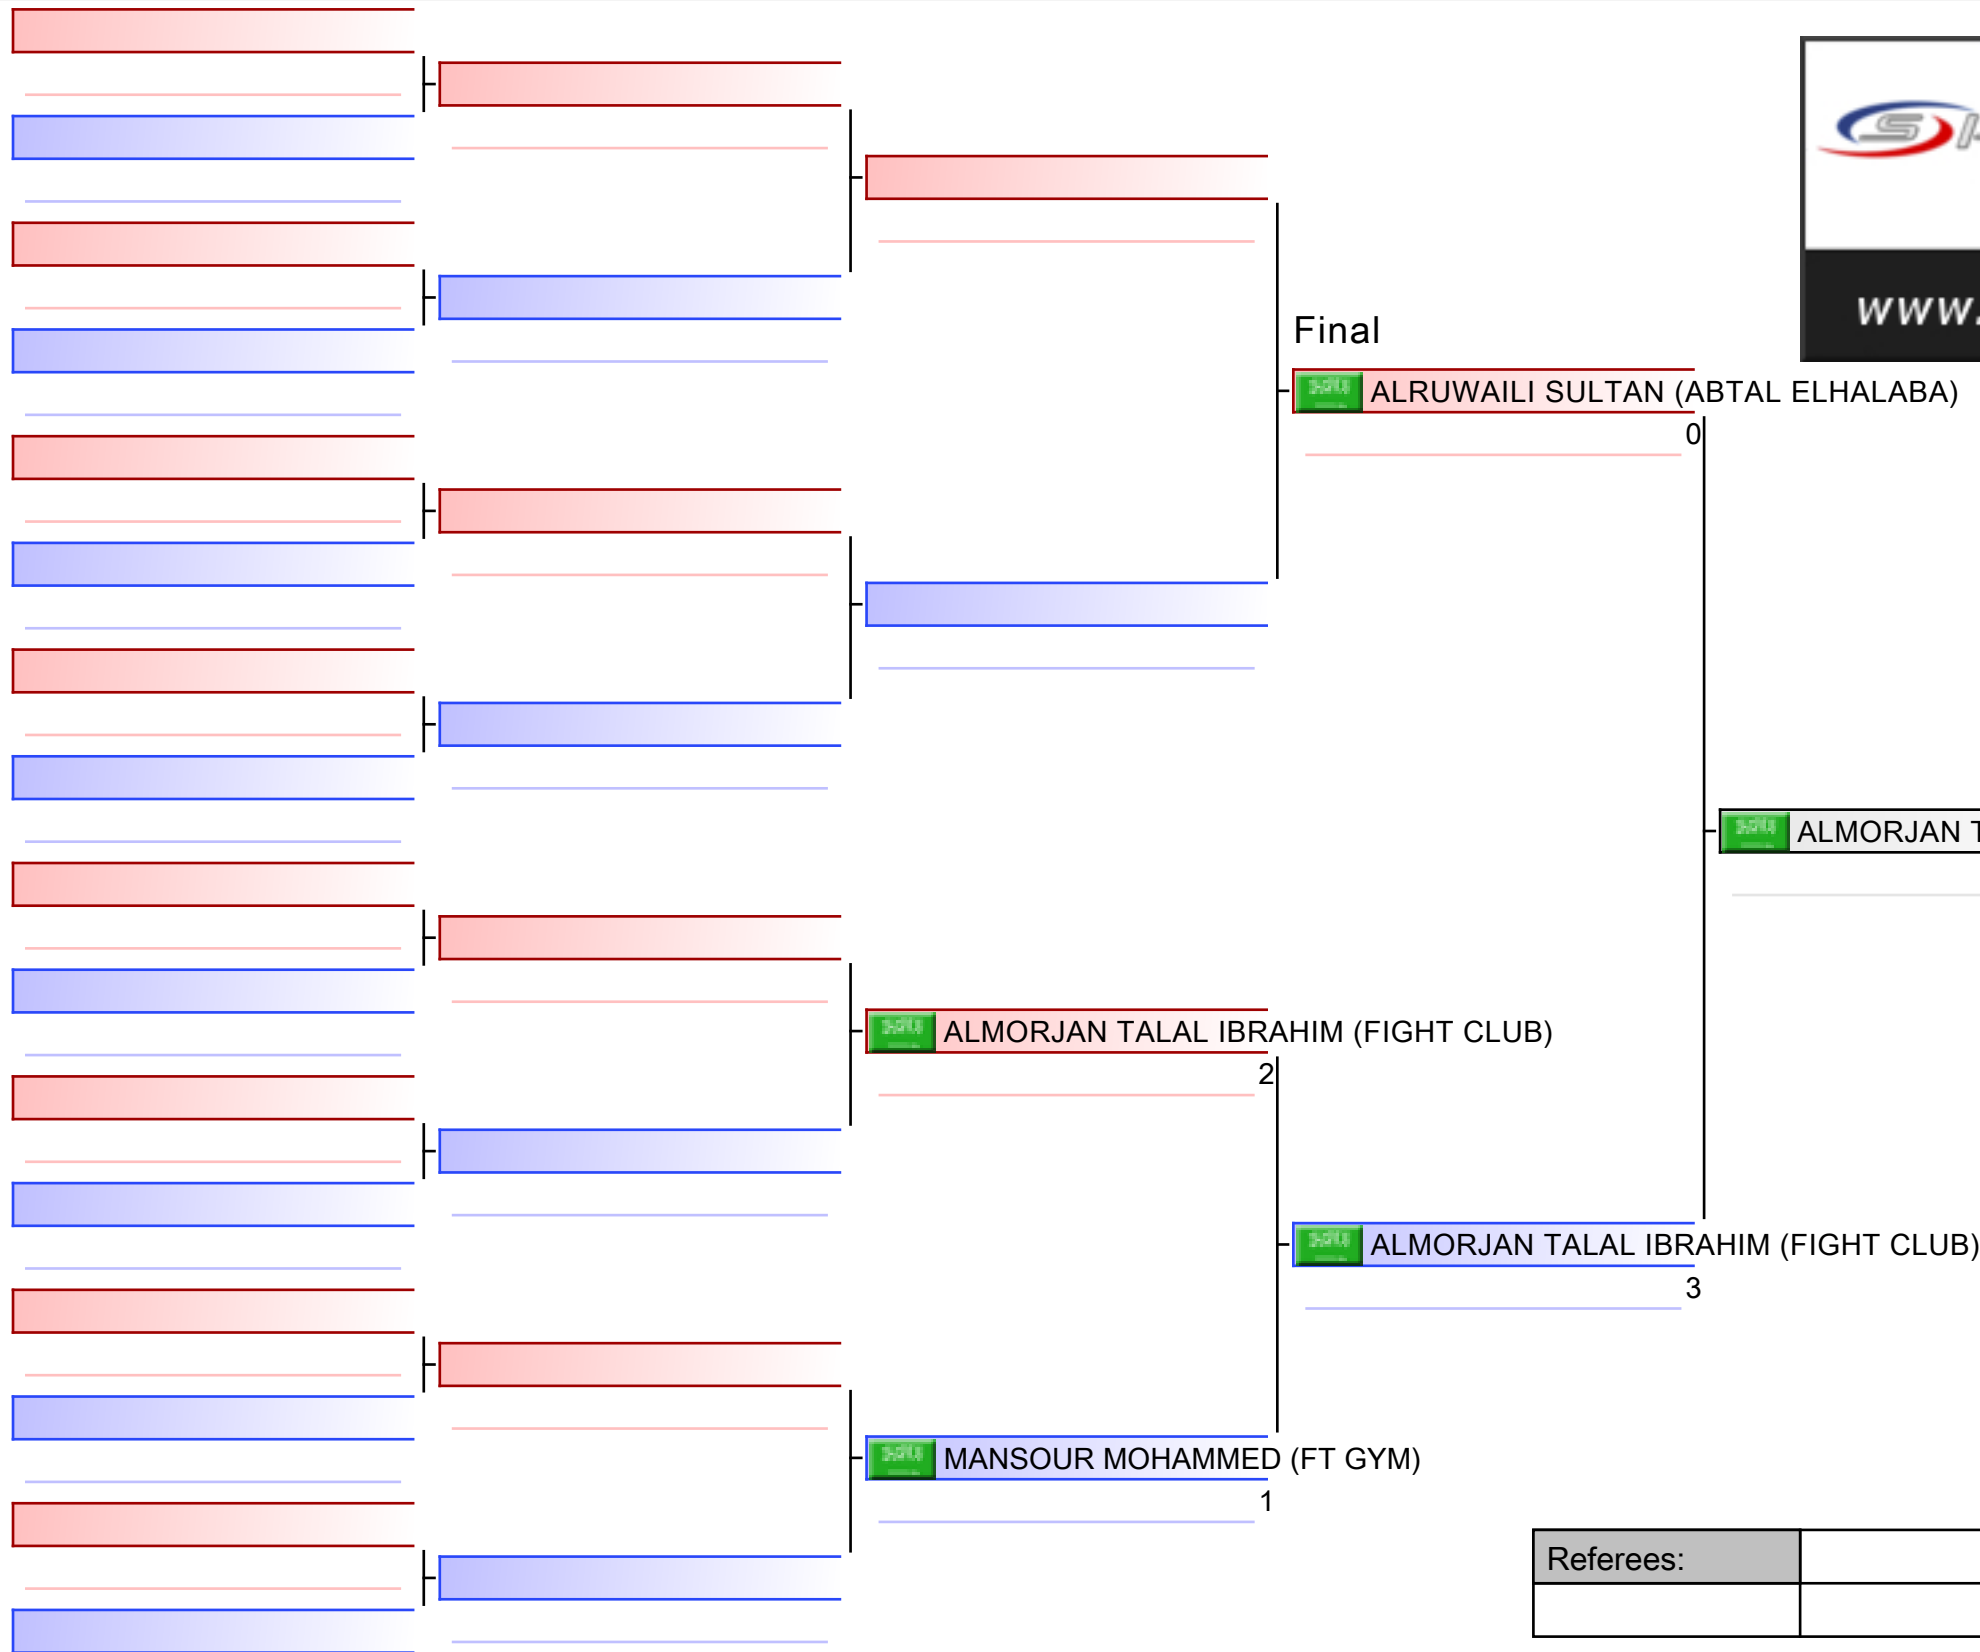 www.
Final
ALRUWAILI SULTAN (ABTAL ELHALABA)
0
ALMORJAN T
ALMORJAN TALAL IBRAHIM (FIGHT CLUB)
2
ALMORJAN TALAL IBRAHIM (FIGHT CLUB)
3
MANSOUR MOHAMMED (FT GYM)
1
Referees: